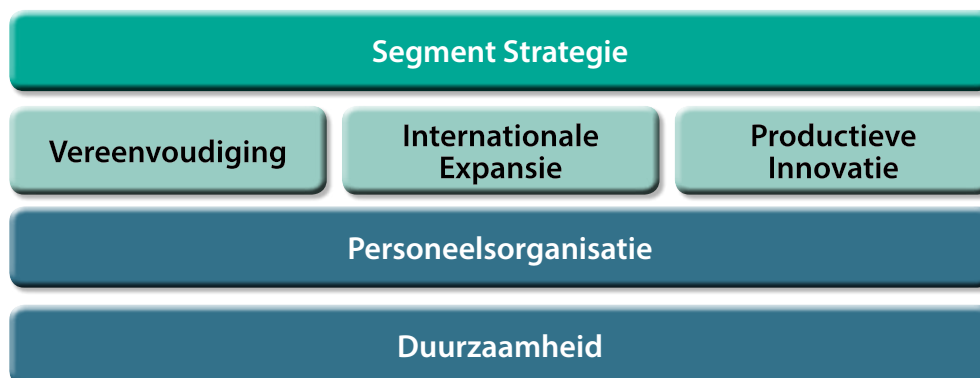 Segment Strategie
Vereenvoudiging
Internationale
Expansie
Productieve
Innovatie
Personeelsorganisatie
Duurzaamheid